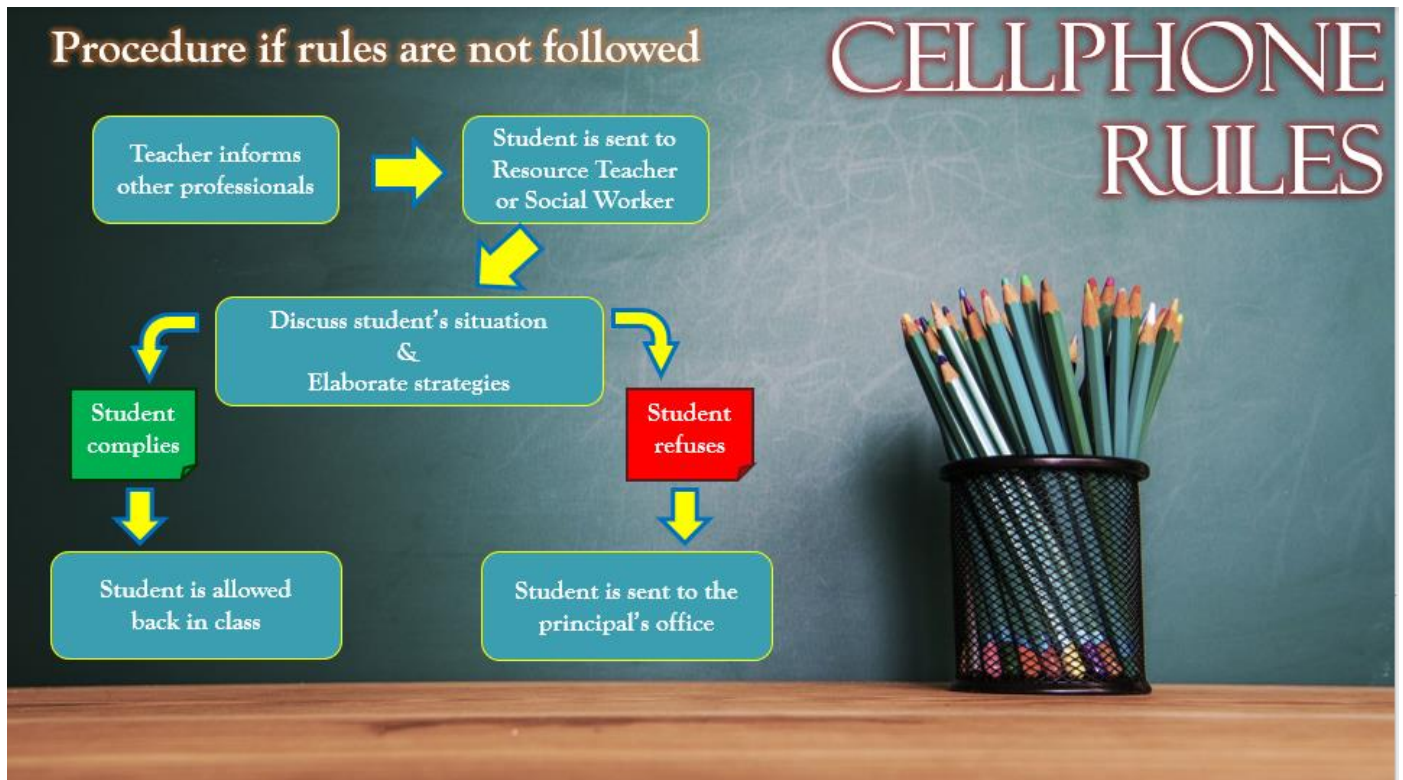 Procedure if rules are not followed
CELLPHONE
RULES
Teacher informs
other professionals
Student is sent to
Resource Teacher
or Social Worker
Discuss student's situation
&
Elaborate strategies
Student
complies
Student
refuses
Student is allowed
back in class
Student is sent to the
principal's office